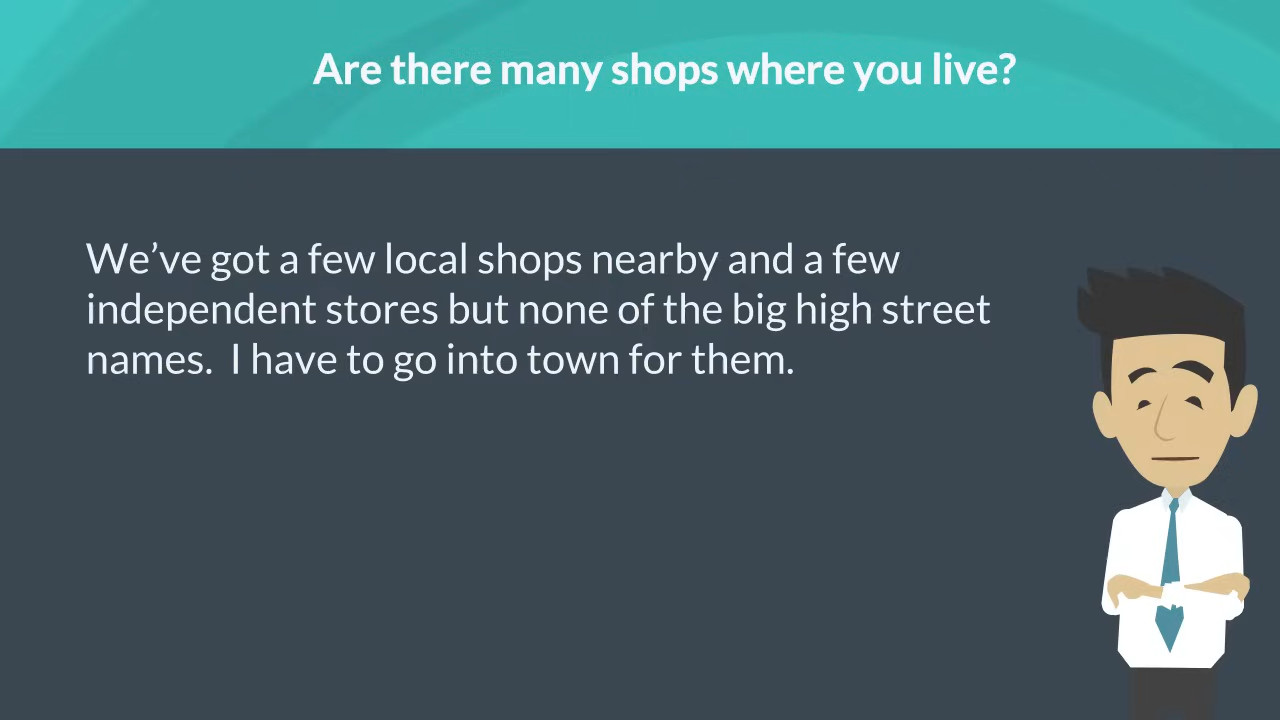 Are there many shops where you live?
We’ve got a few local shops nearby and a few
independent stores but none of the big high street
names.  I have to go into town for them.